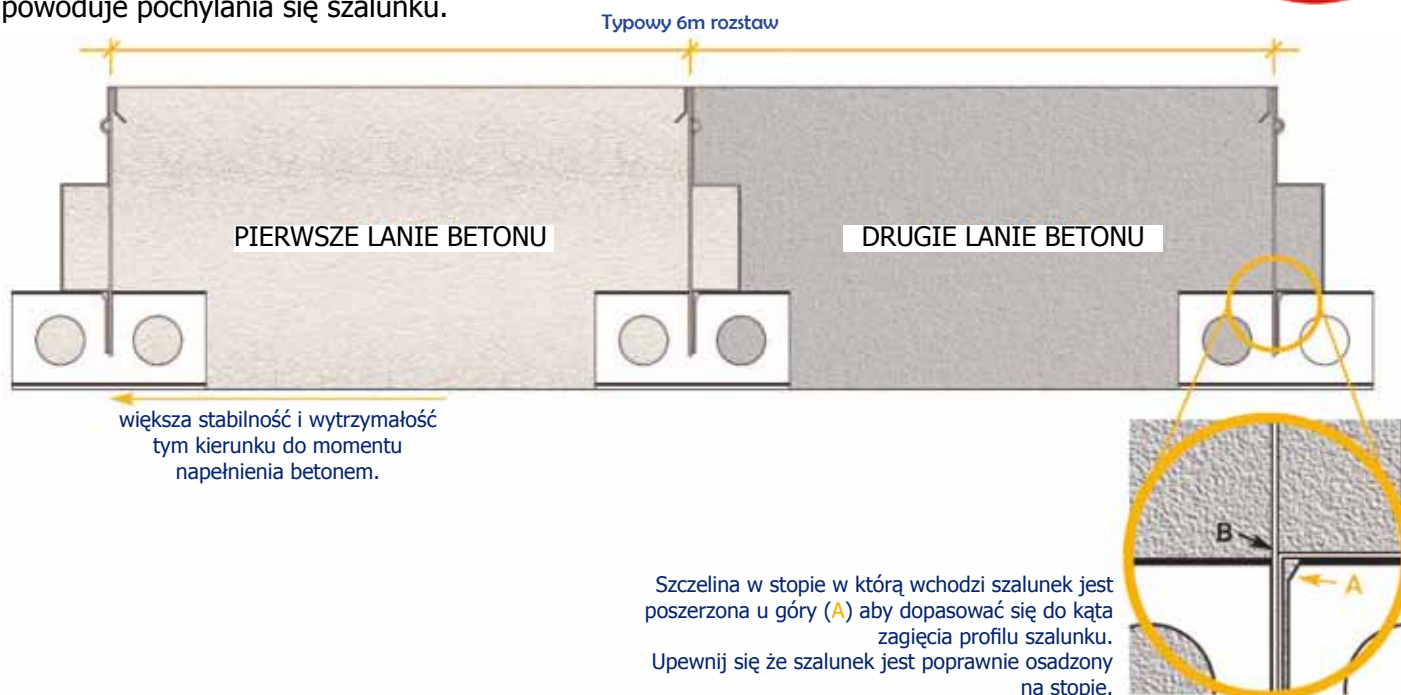 powoduje pochylania się szalunku.
Typowy 6m rozstaw
PIERWSZE LANIE BETONU
DRUGIE LANIE BETONU
większa stabilność i wytrzymałość
tym kierunku do momentu
napełnienia betonem.
B
A
Szczelina w stopie w którą wchodzi szalunek jest
poszerzona u góry (A) aby dopasować się do kąta
zagięcia profilu szalunku.
Upewnij się że szalunek jest poprawnie osadzony
na stopie.